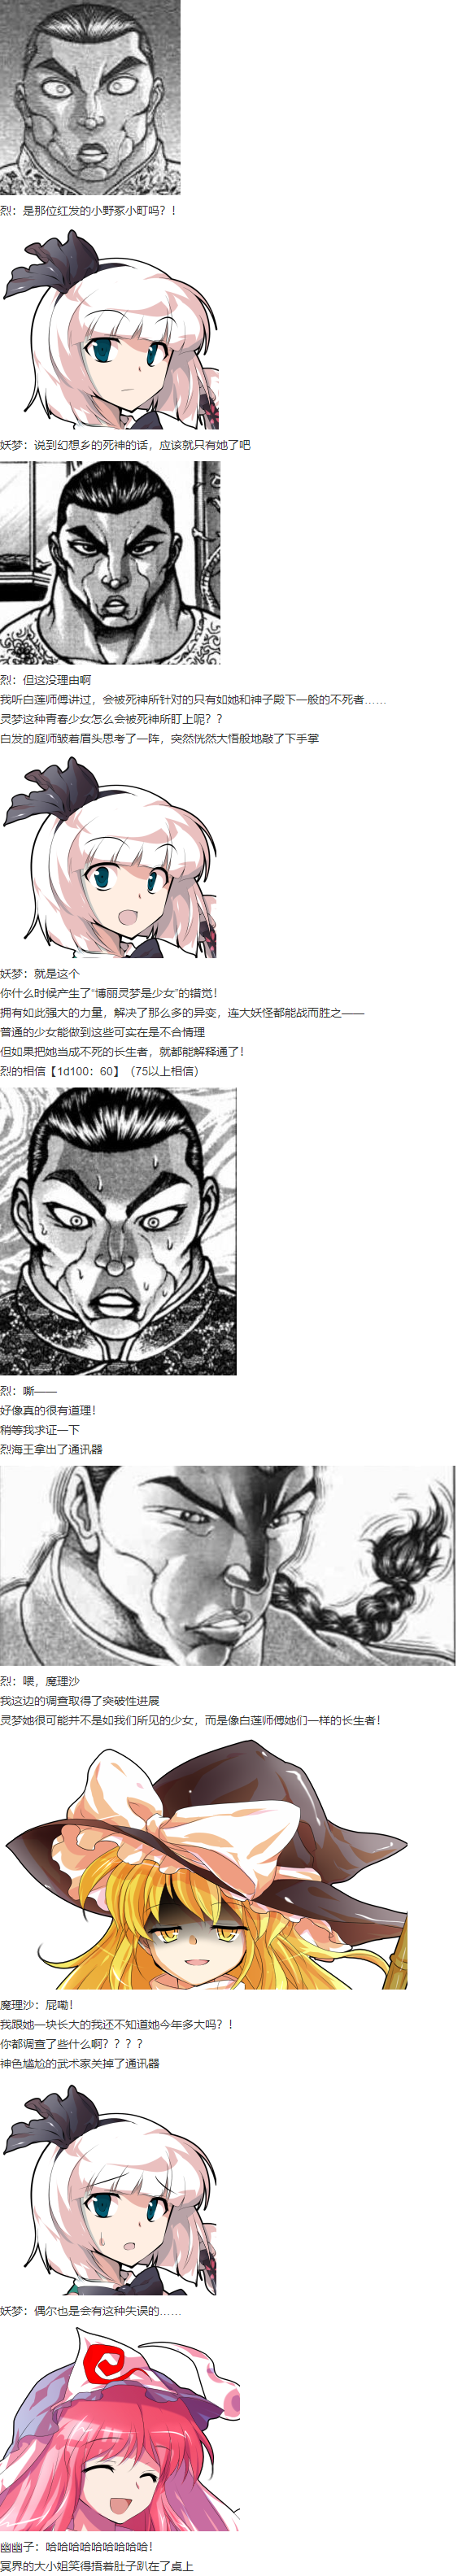 烈：是那位红发的小野冢小町吗？！
妖梦：说到幻想乡的死神的话，应该就只有她了吧
烈：但这没理由啊
我听白莲师傅讲过，会被死神所针对的只有如她和神子殿下一般的不死者……
灵梦这种青春少女怎么会被死神所盯上呢？？
白发的庭师皱着眉头思考了一阵，突然恍然大悟般地敲了下手掌
妖梦：就是这个
你什么时候产生了“博丽灵梦是少女”的错觉！
拥有如此强大的力量，解决了那么多的异变，连大妖怪都能战而胜之——
普通的少女能做到这些可实在是不合情理
但如果把她当成不死的长生者，就都能解释通了！
烈的相信【1d100：60】（75以上相信）
烈：嘶——
好像真的很有道理！
稍等我求证一下
烈海王拿出了通讯器
烈：喂，魔理沙
我这边的调查取得了突破性进展
灵梦她很可能并不是如我们所见的少女，而是像白莲师傅她们一样的长生者！
魔理沙：屁嘞！
我跟她一块长大的我还不知道她今年多大吗？！
你都调查了些什么啊？？？？
神色尴尬的武术家关掉了通讯器
妖梦：偶尔也是会有这种失误的……
幽幽子：哈哈哈哈哈哈哈哈哈！
冥界的大小姐笑得捂着肚子趴在了桌上